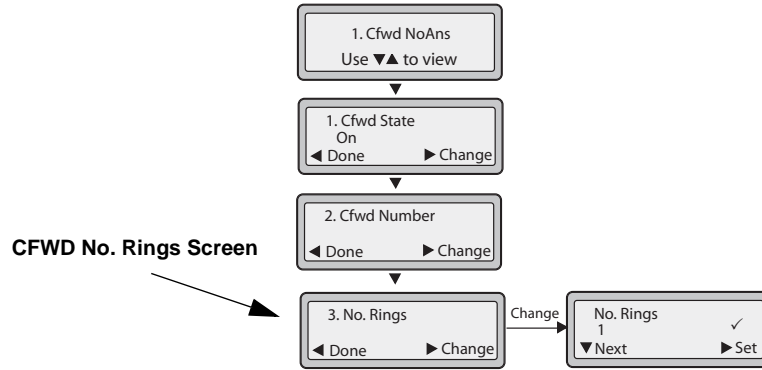 1. Cfwd NoAns
Use ▼▲ to view
▼
1. Cfwd State
On
◀ Done ▶ Change
▼
2. Cfwd Number
◀ Done ▶ Change
▼
CFWD No. Rings Screen
3. No. Rings
◀ Done ▶ Change
Change
No. Rings
1 ✓
▼Next ▶ Set